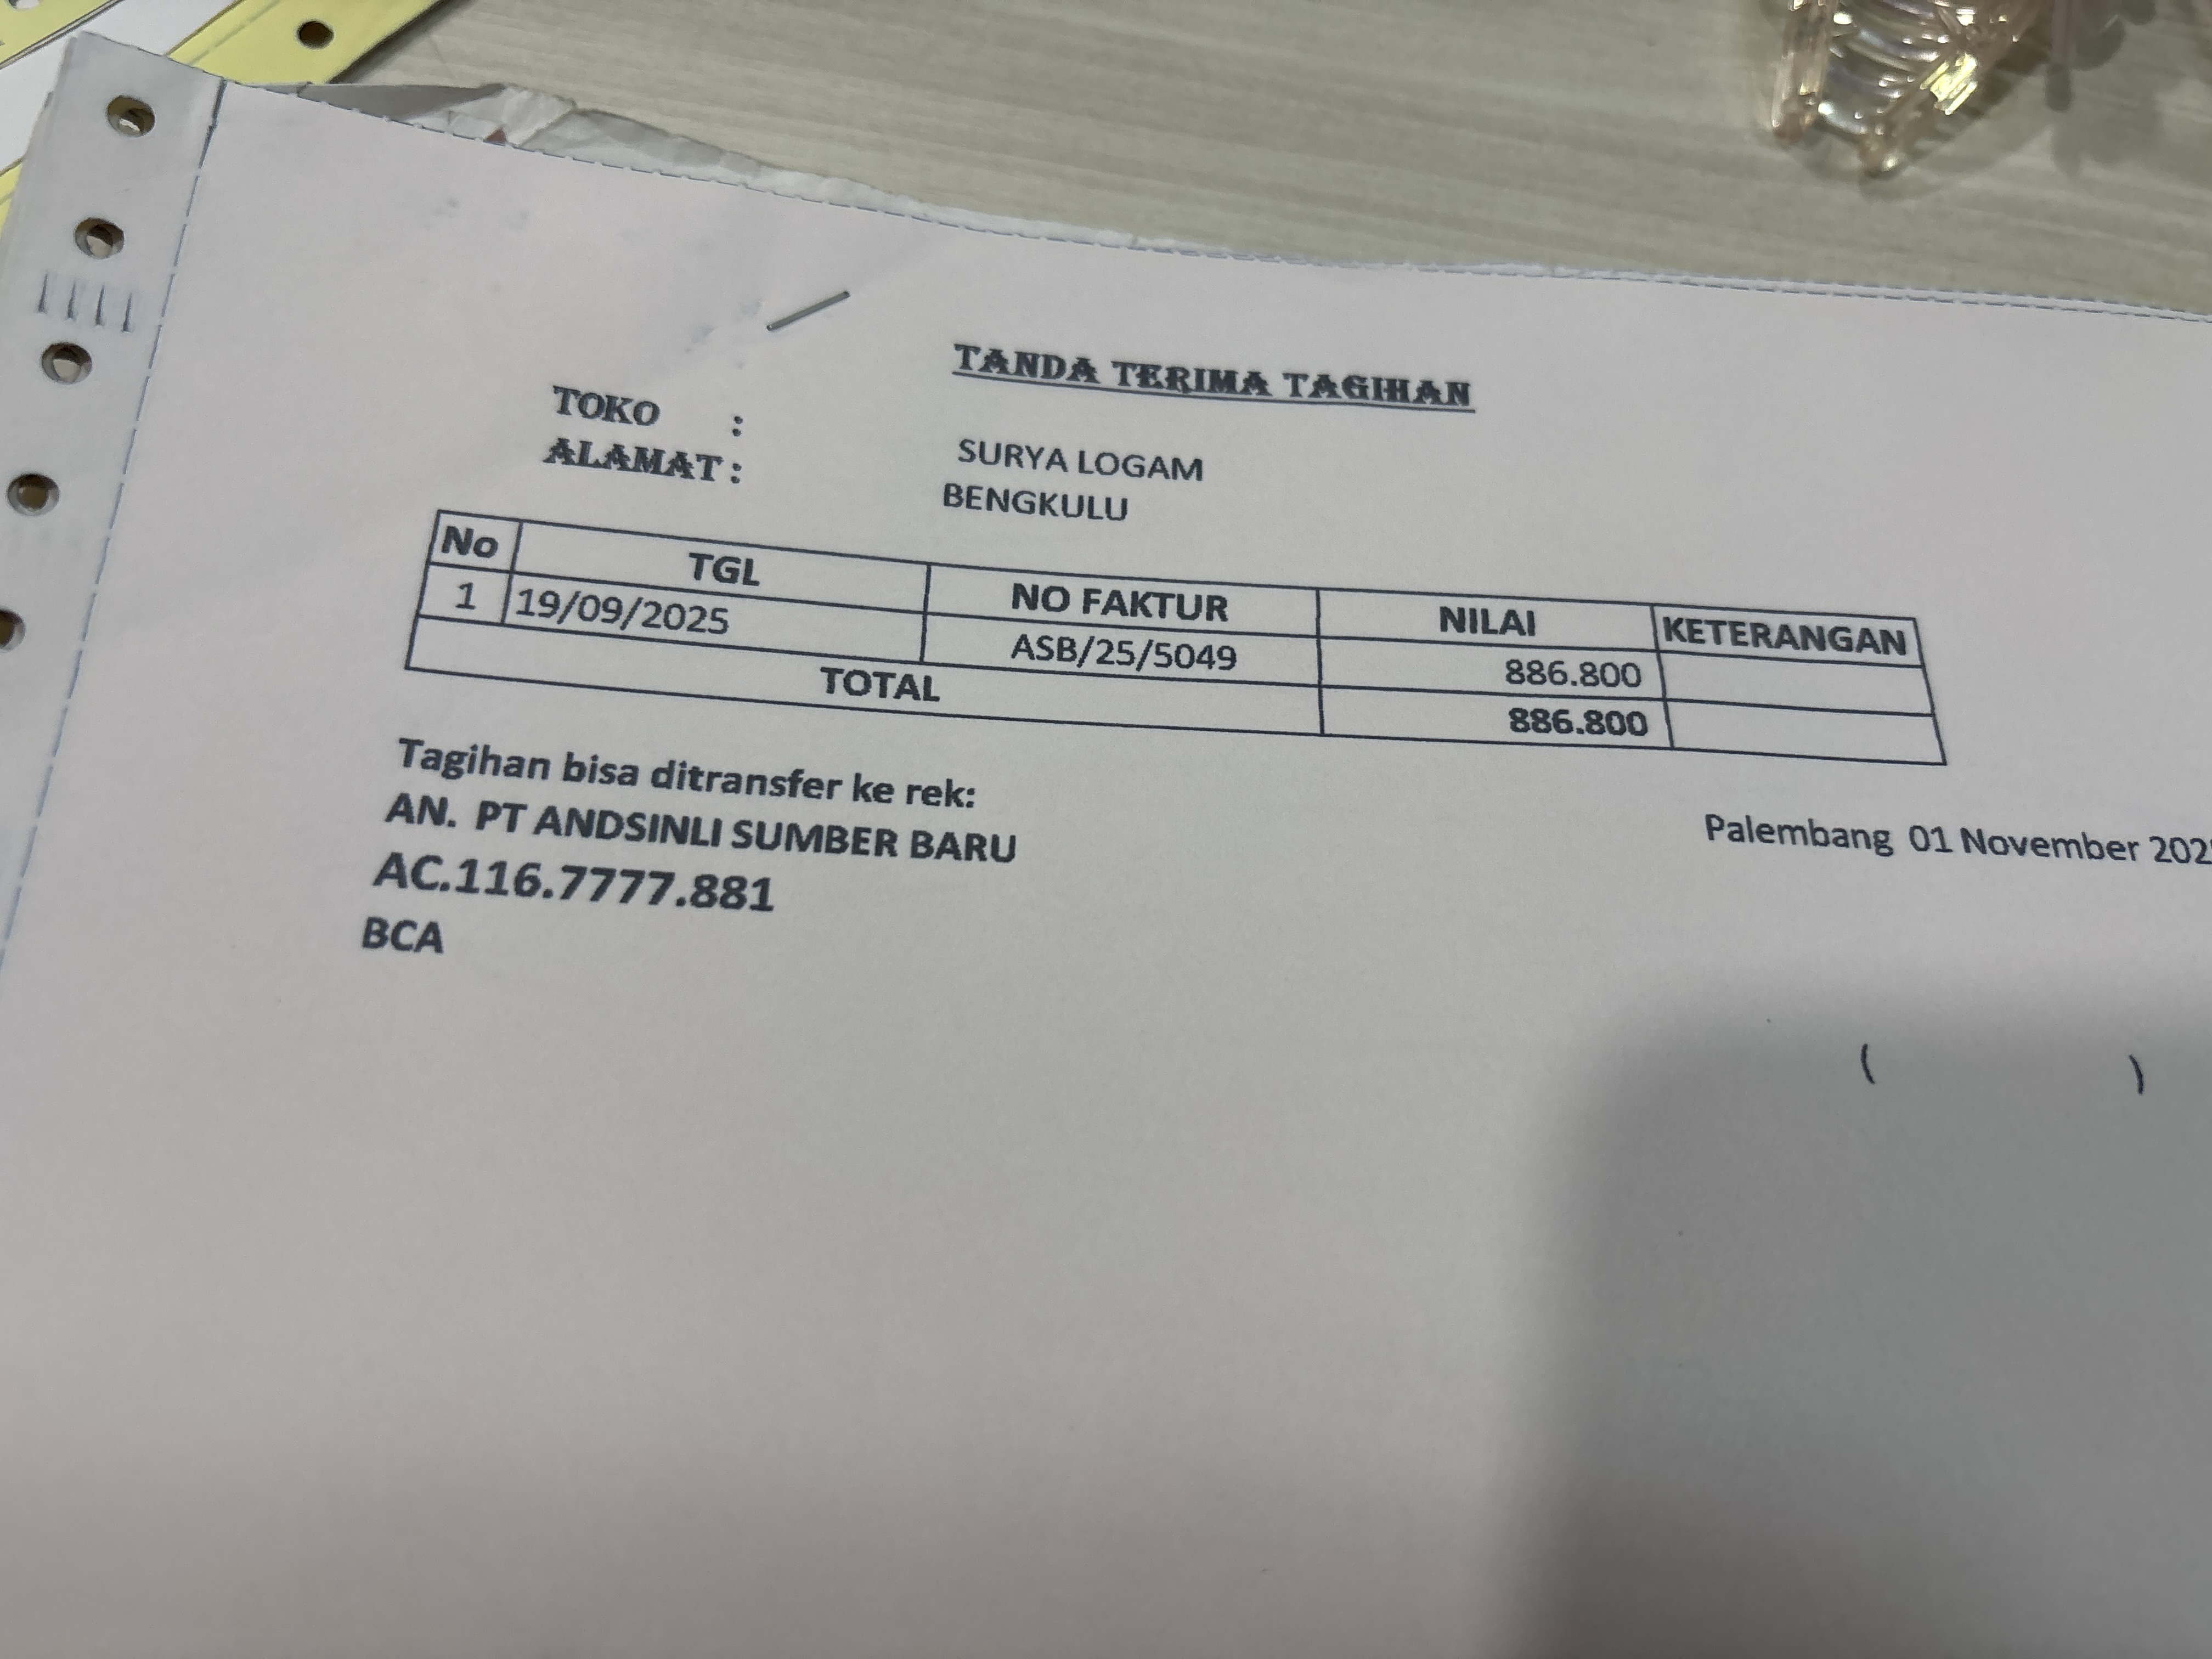 TANDA TERIMA TAGIHAN
TOKO : SURYA LOGAM
ALAMAT : BENGKULU
No TGL NO FAKTUR NILAI KETERANGAN
1 19/09/2025 ASB/25/5049 886.800
TOTAL 886.800
Tagihan bisa ditransfer ke rek:
AN. PT ANDSINLI SUMBER BARU
AC.116.7777.881
BCA
Palembang 01 November
( )